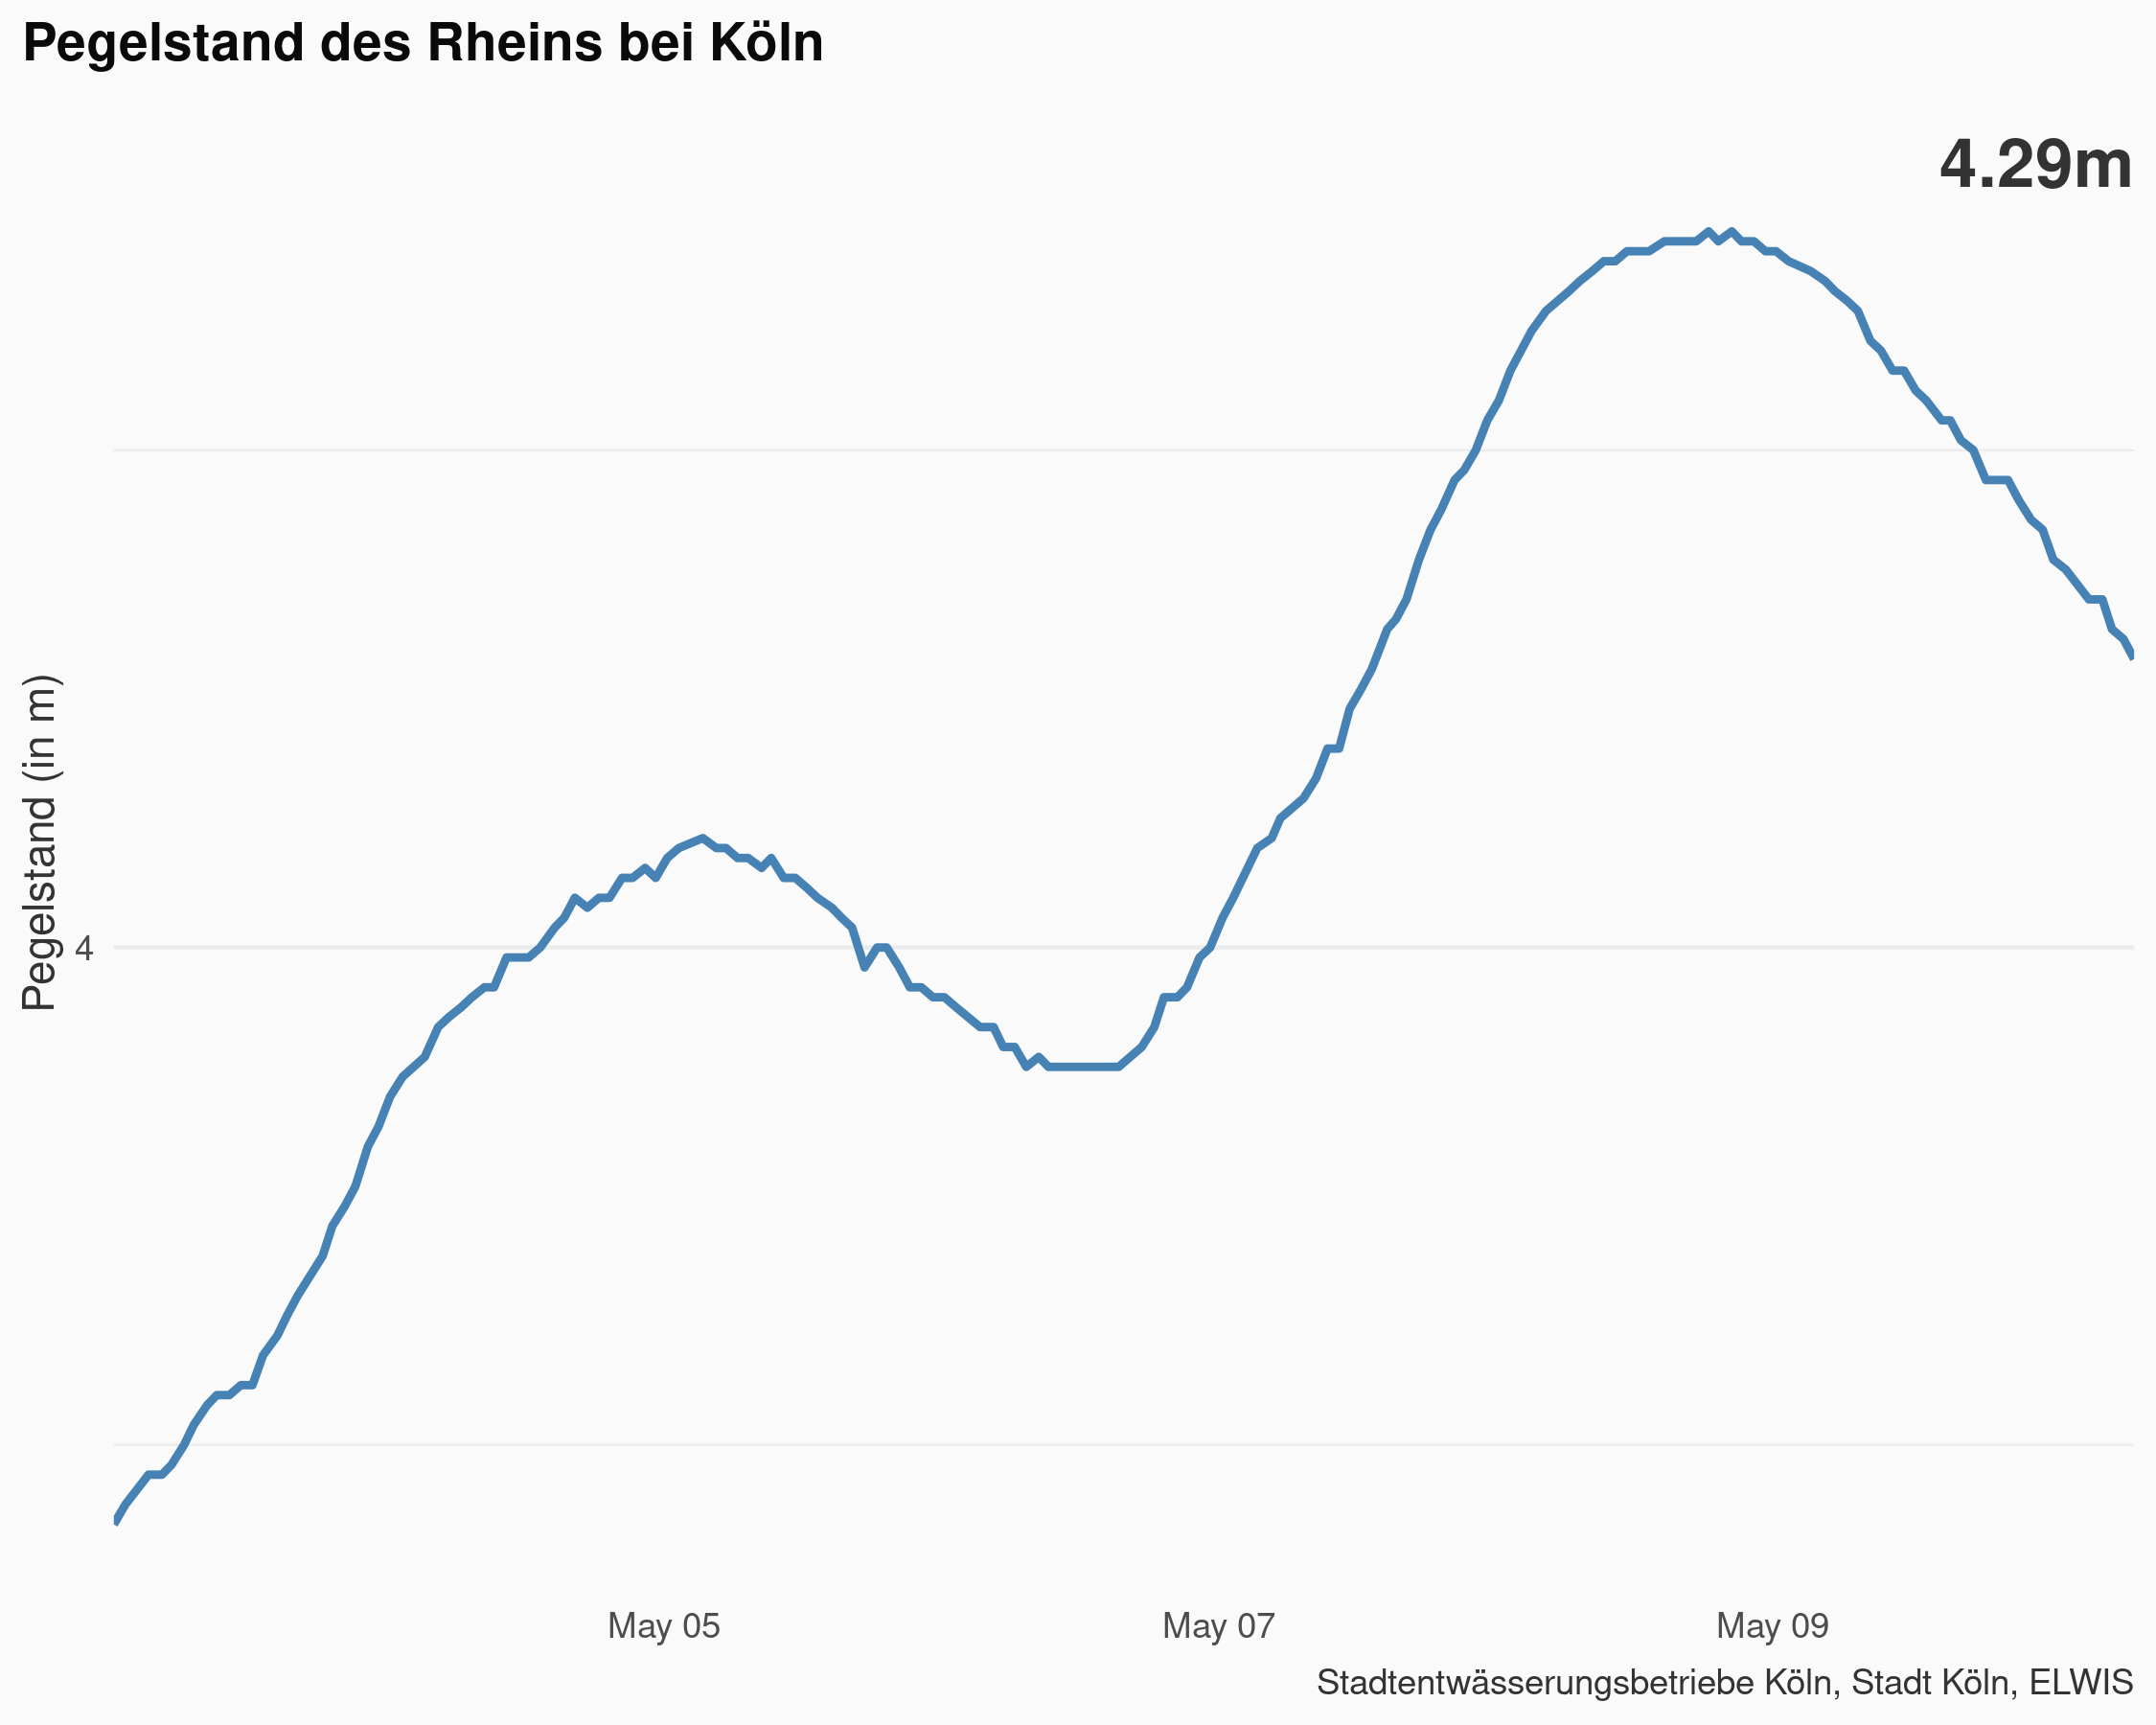 Pegelstand des Rheins bei Köln
4.29m
Pegelstand (in m)
4
May 05
May 07
May 09
Stadtentwässerungsbetriebe Köln, Stadt Köln, ELWIS